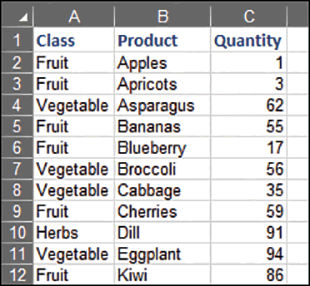 A B C
1 Class Product Quantity
2 Fruit Apples 1
3 Fruit Apricots 3
4 Vegetable Asparagus 62
5 Fruit Bananas 55
6 Fruit Blueberry 17
7 Vegetable Broccoli 56
8 Vegetable Cabbage 35
9 Fruit Cherries 59
10 Herbs Dill 91
11 Vegetable Eggplant 94
12 Fruit Kiwi 86